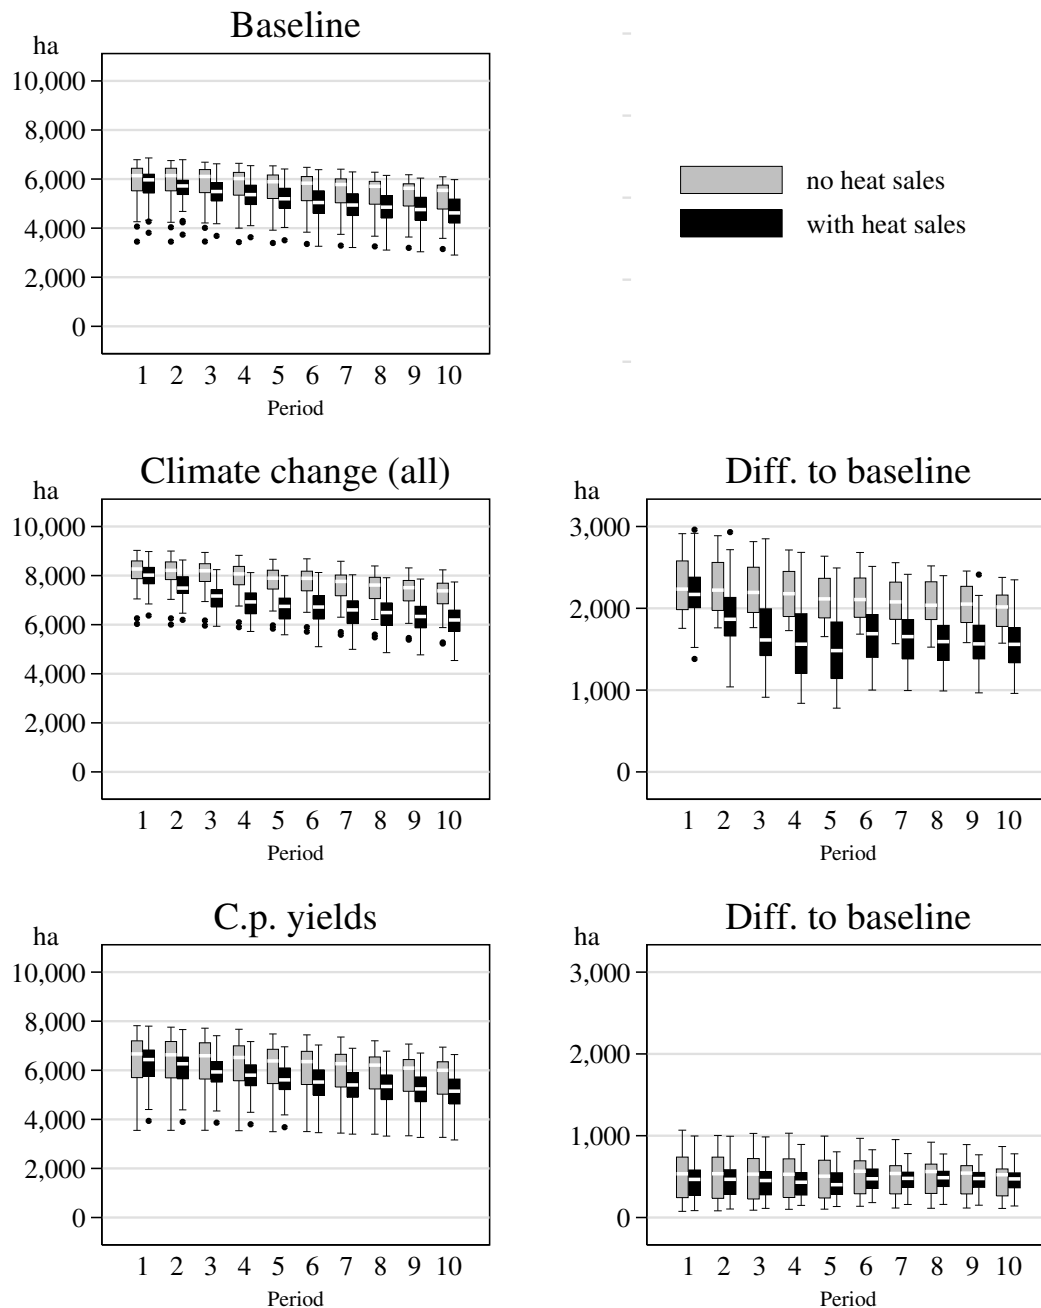 Baseline
ha
10,000
8,000
6,000
4,000
2,000
0
1 2 3 4 5 6 7 8 9 10
Period
no heat sales
with heat sales
Climate change (all)
ha
10,000
8,000
6,000
4,000
2,000
0
1 2 3 4 5 6 7 8 9 10
Period
Diff. to baseline
ha
3,000
2,000
1,000
0
1 2 3 4 5 6 7 8 9 10
Period
C.p. yields
ha
10,000
8,000
6,000
4,000
2,000
0
1 2 3 4 5 6 7 8 9 10
Period
Diff. to baseline
ha
3,000
2,000
1,000
0
1 2 3 4 5 6 7 8 9 10
Period